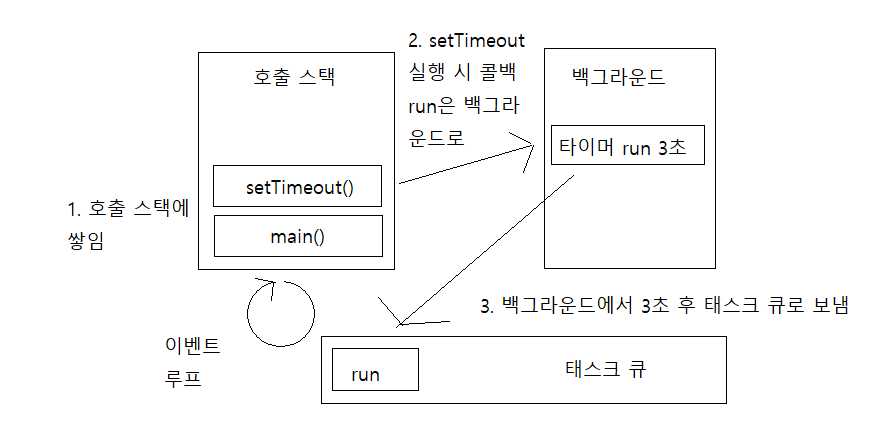 호출 스택
setTimeout()
main()
1. 호출 스택에
쌓임
2. setTimeout
실행 시 콜백
run은 백그라
운드로
백그라운드
타이머 run 3초
3. 백그라운드에서 3초 후 태스크 큐로 보냄
이벤트
루프
run
태스크 큐